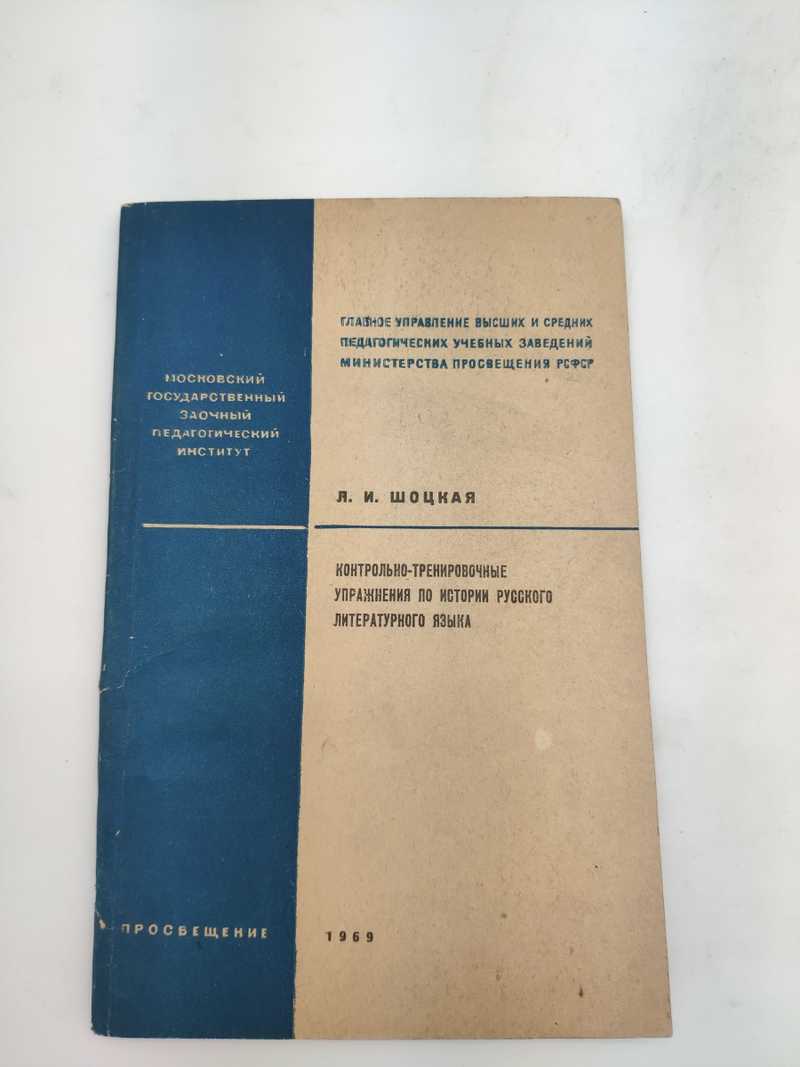 ГЛАВНОЕ УПРАВЛЕНИЕ ВЫСШИХ И СРЕДНИХ
ПЕДАГОГИЧЕСКИХ УЧЕБНЫХ ЗАВЕДЕНИЙ
МИНИСТЕРСТВА ПРОСВЕЩЕНИЯ РСФСР
МОСКОВСКИЙ
ГОСУДАРСТВЕННЫЙ
ЗАОЧНЫЙ
ПЕДАГОГИЧЕСКИЙ
ИНСТИТУТ
Л. И. ШОЦКАЯ
КОНТРОЛЬНО-ТРЕНИРОВОЧНЫЕ
УПРАЖНЕНИЯ ПО ИСТОРИИ РУССКОГО
ЛИТЕРАТУРНОГО ЯЗЫКА
ПРОСВЕЩЕНИЕ
1969